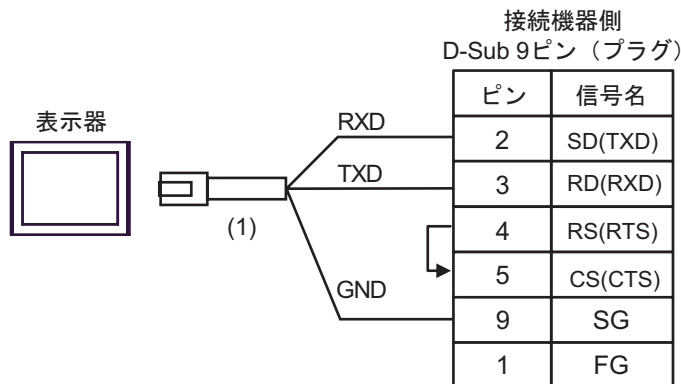 接続機器側
D-Sub 9ピン（プラグ）
表示器
(1)
RXD
TXD
GND
ピン 信号名
2 SD(TXD)
3 RD(RXD)
4 RS(RTS)
5 CS(CTS)
9 SG
1 FG